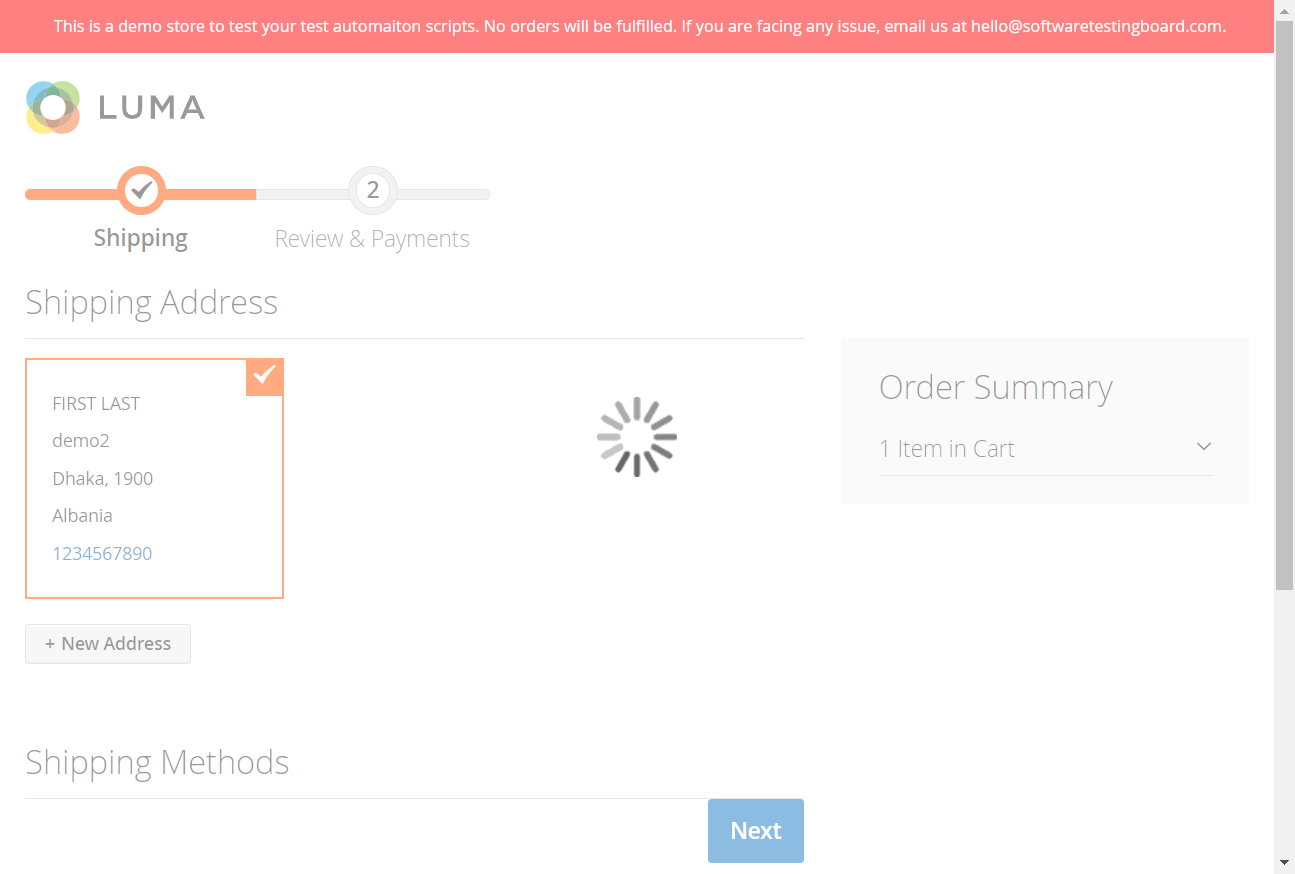 This is a demo store to test your test automaiton scripts. No orders will be fulfilled. If you are facing any issue, email us at hello@softwaretestingboard.com.
LUMA
2
Shipping
Review & Payments
Shipping Address
FIRST LAST
demo2
Dhaka, 1900
Albania
1234567890
+ New Address
Order Summary
1 Item in Cart
Shipping Methods
Next